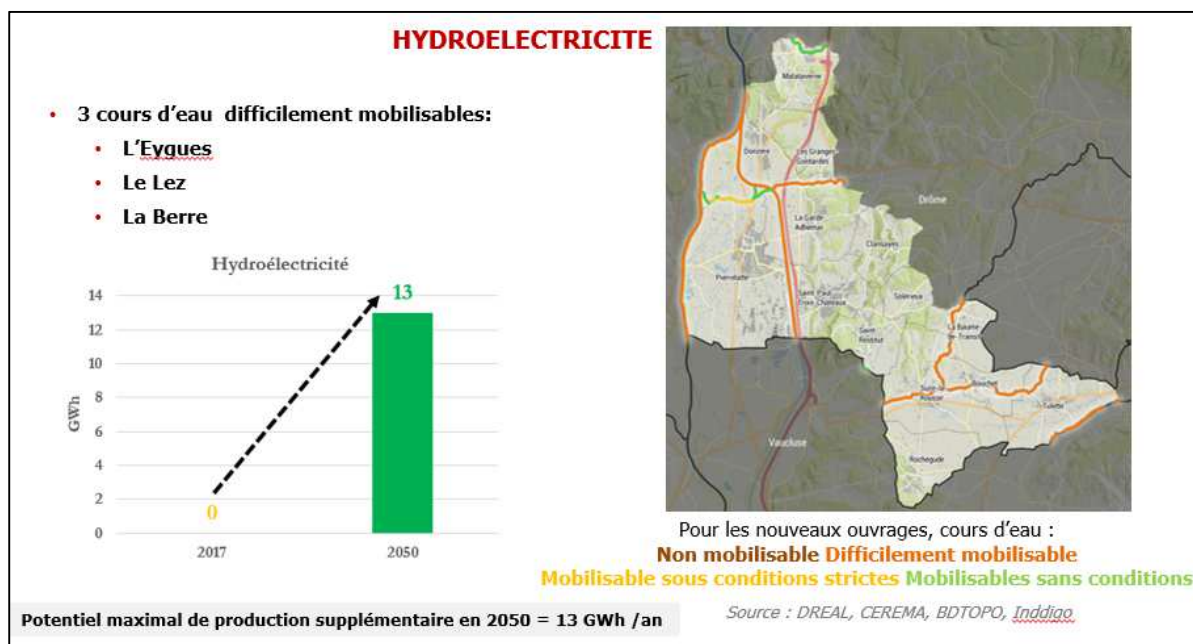 HYDROELECTRICITE
• 3 cours d'eau difficilement mobilisables:
• L'Eygues
• Le Lez
• La Berre
Hydroélectricité
14
12
10
8
6
4
2
0
GWh
0
13
2017
2050
Potentiel maximal de production supplémentaire en 2050 = 13 GWh /an
Malataverne
Donzère
Les Granges
Gontardes
Drôme
La Garde
Adhémar
Clansayes
Pierrelatte
Saint Paul
Trois Châteaux
Solérieux
La Baume
de Transit
Saint
Restitut
Bouchet
Suze-la
Rousse
Tulette
Vaucluse
Rochegude
Pour les nouveaux ouvrages, cours d'eau :
Non mobilisable Difficilement mobilisable
Mobilisable sous conditions strictes Mobilisables sans conditions
Source : DREAL, CEREMA, BDTOPO, Inddigo